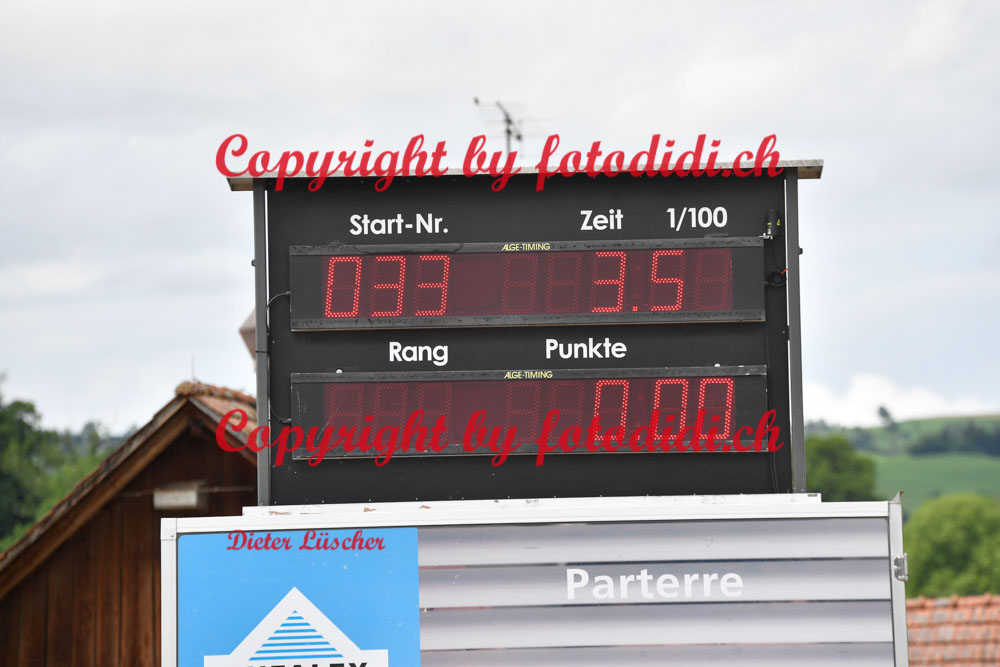 Copyright by fotodidi.ch
Start-Nr. Zeit 1/100
ALGE-TIMING
033 3.5
Rang Punkte
ALGE-TIMING
0.00
Copyright by fotodidi.ch
Dieter Lüscher
Parterre